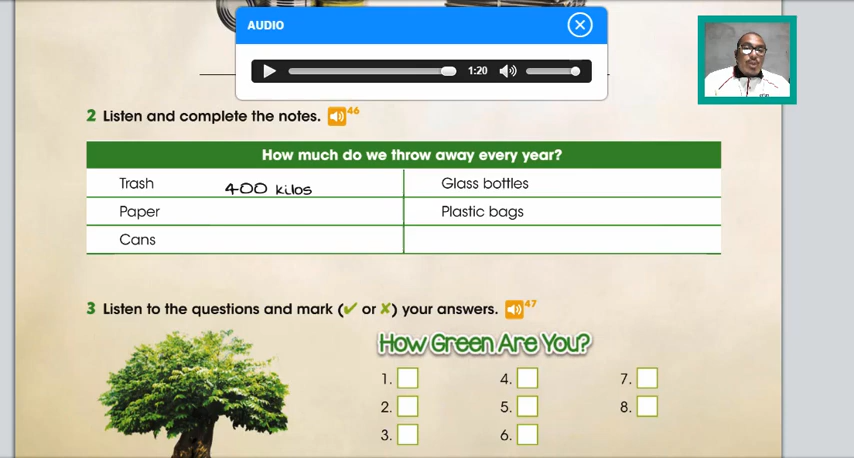 AUDIO
1:20
2 Listen and complete the notes. 46
How much do we throw away every year?
Trash 400 kilos Glass bottles
Paper Plastic bags
Cans
3 Listen to the questions and mark (✔ or ✘) your answers. 47
How Green Are You?
1. 4. 7.
2. 5. 8.
3. 6.